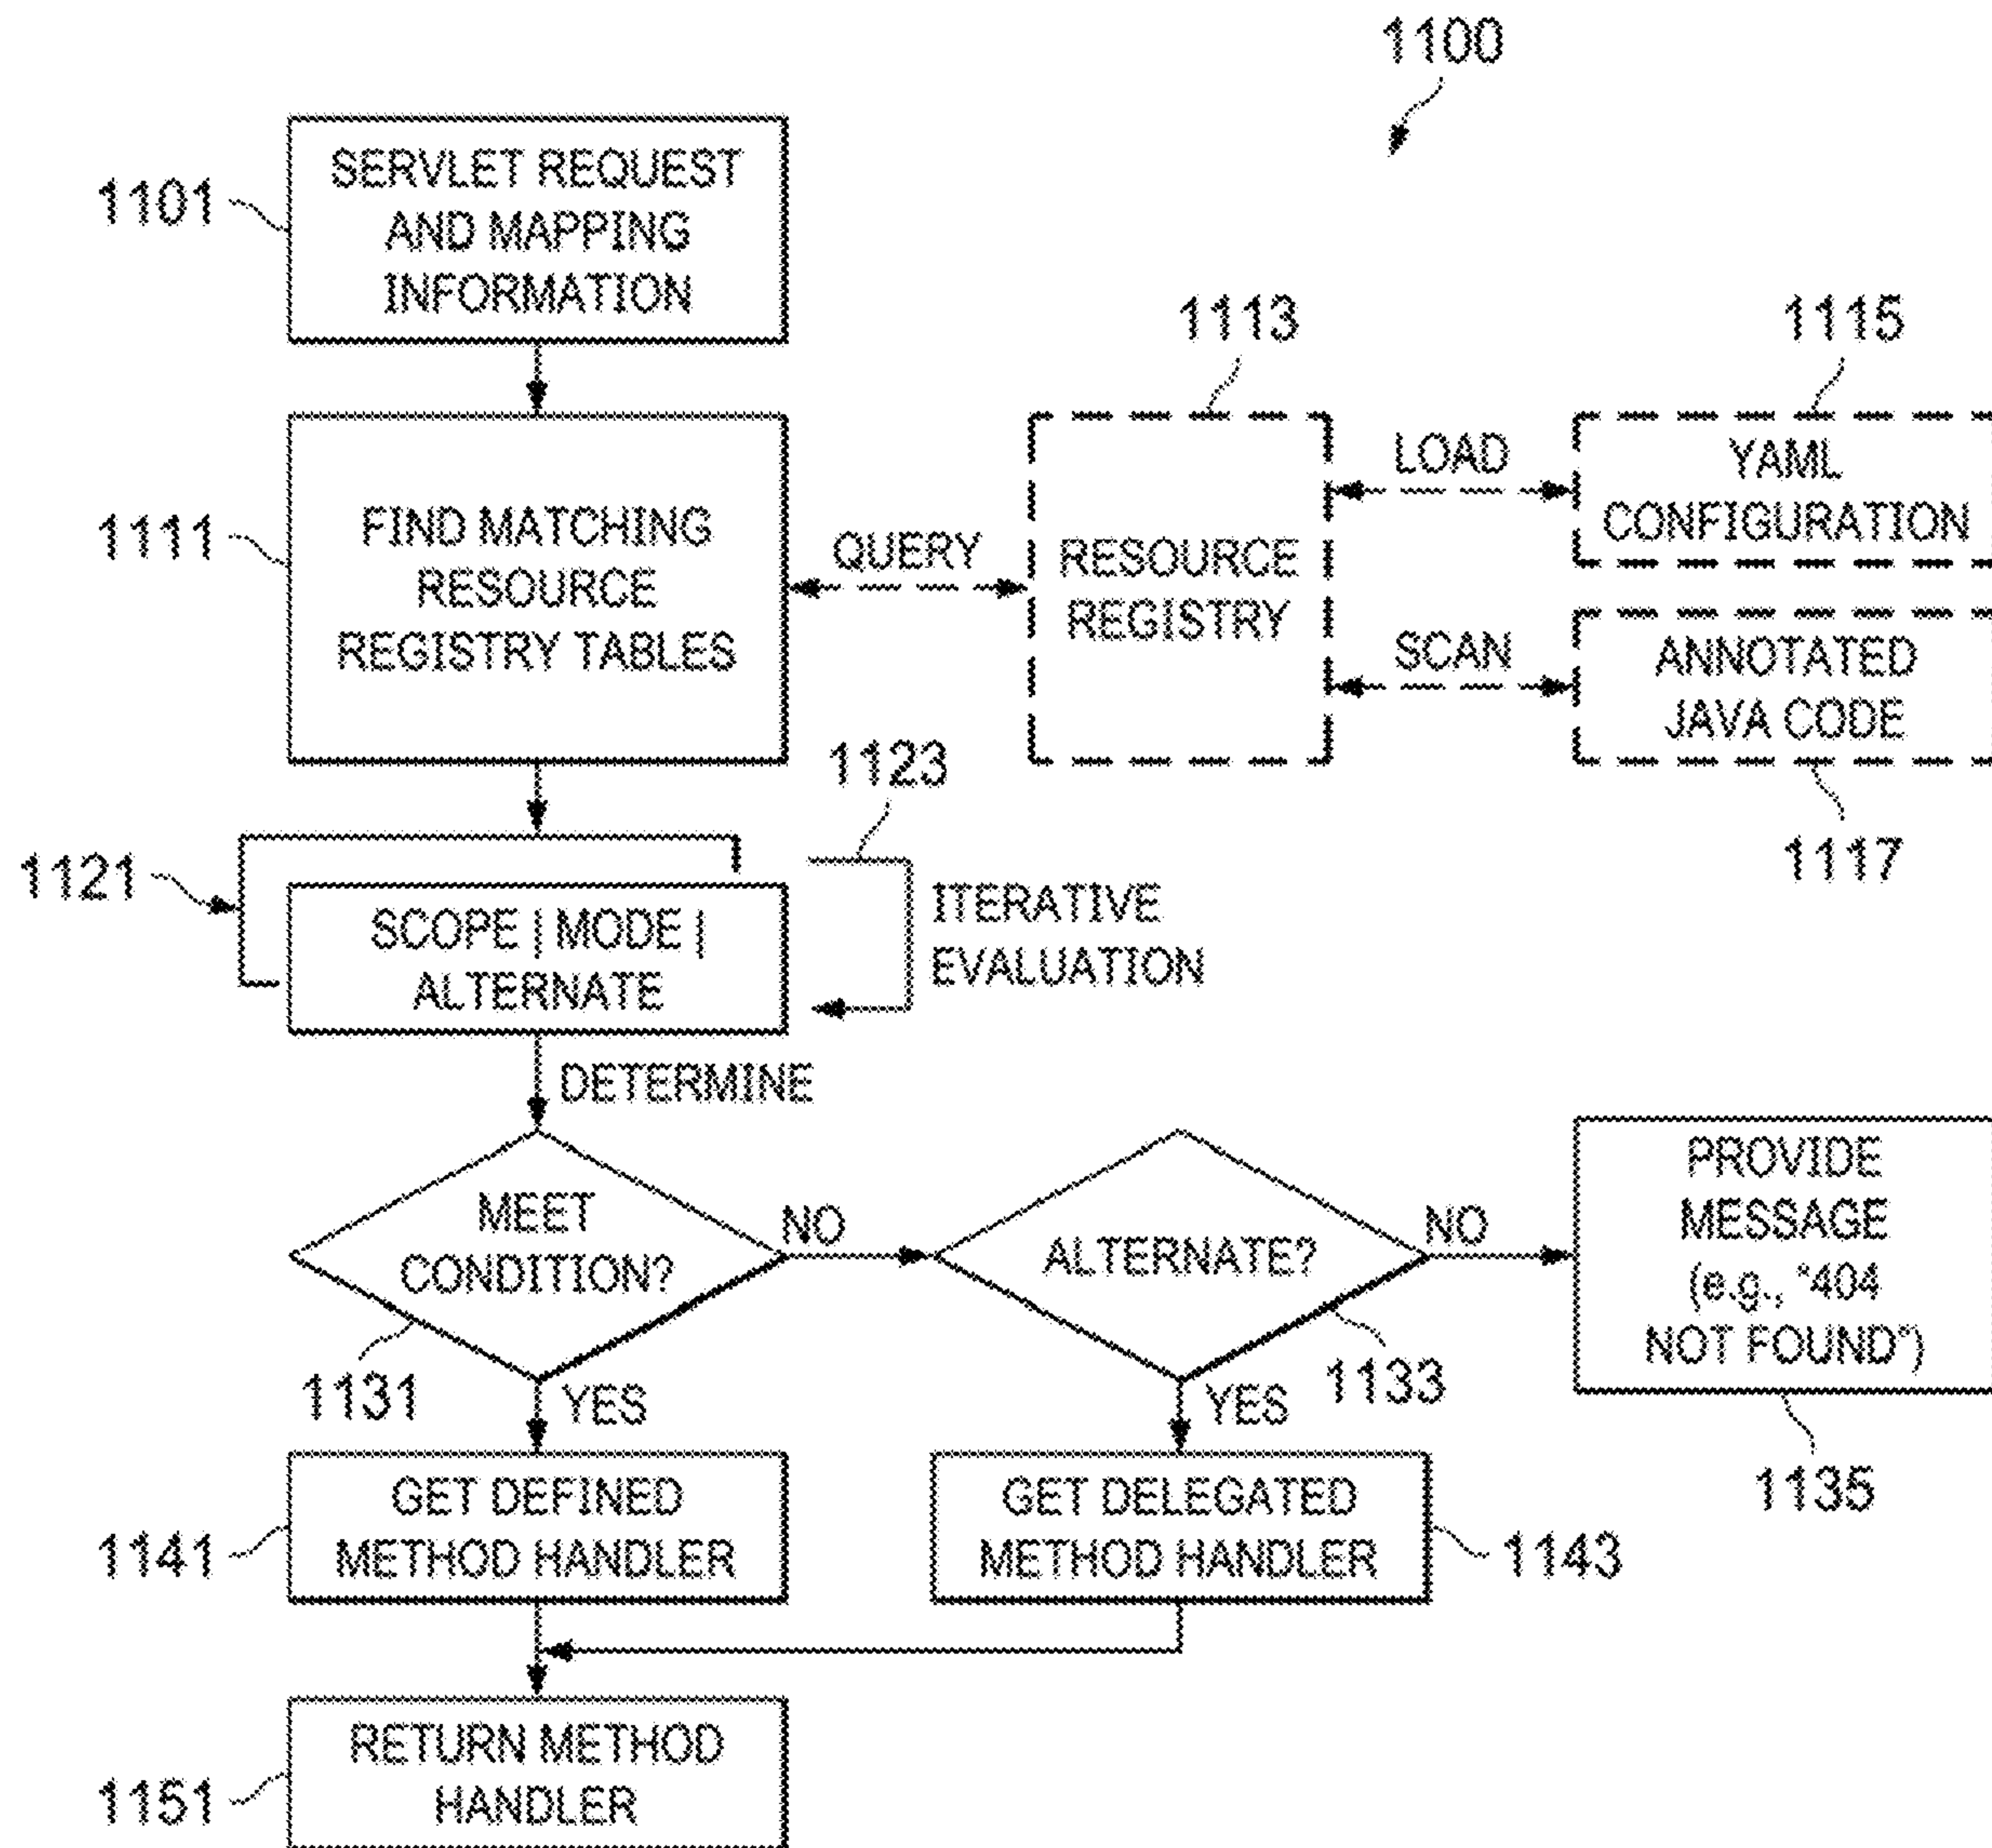 1100
SERVLET REQUEST
AND MAPPING
INFORMATION
1101
1113
1115
FIND MATCHING
RESOURCE
REGISTRY TABLES
1111
QUERY
RESOURCE
REGISTRY
LOAD
YAML
CONFIGURATION
SCAN
ANNOTATED
JAVA CODE
1117
1123
1121
SCOPE | MODE |
ALTERNATE
ITERATIVE
EVALUATION
DETERMINE
MEET
CONDITION?
1131
NO
ALTERNATE?
1133
NO
PROVIDE
MESSAGE
(e.g., "404
NOT FOUND")
1135
YES
YES
GET DEFINED
METHOD HANDLER
1141
GET DELEGATED
METHOD HANDLER
1143
RETURN METHOD
HANDLER
1151